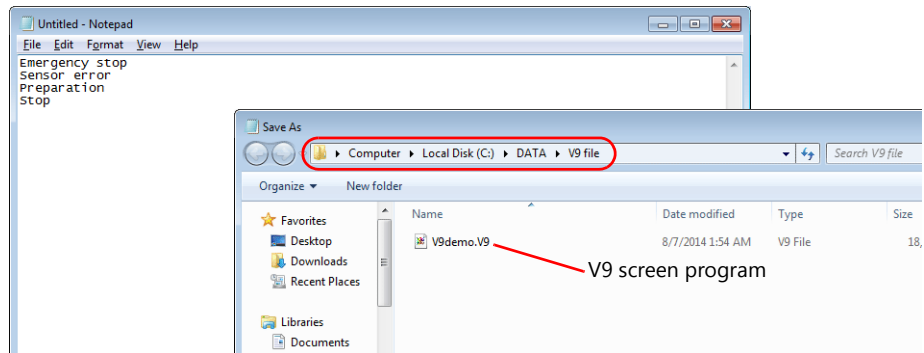 Untitled - Notepad
File Edit Format View Help
Emergency stop
Sensor error
Preparation
Stop
Save As
Computer Local Disk (C:) DATA V9 file
Search V9 file
Organize New folder
Favorites
Desktop
Downloads
Recent Places
Libraries
Documents
Name Date modified Type Size
V9demo.V9 8/7/2014 1:54 AM V9 File 18,
V9 screen program